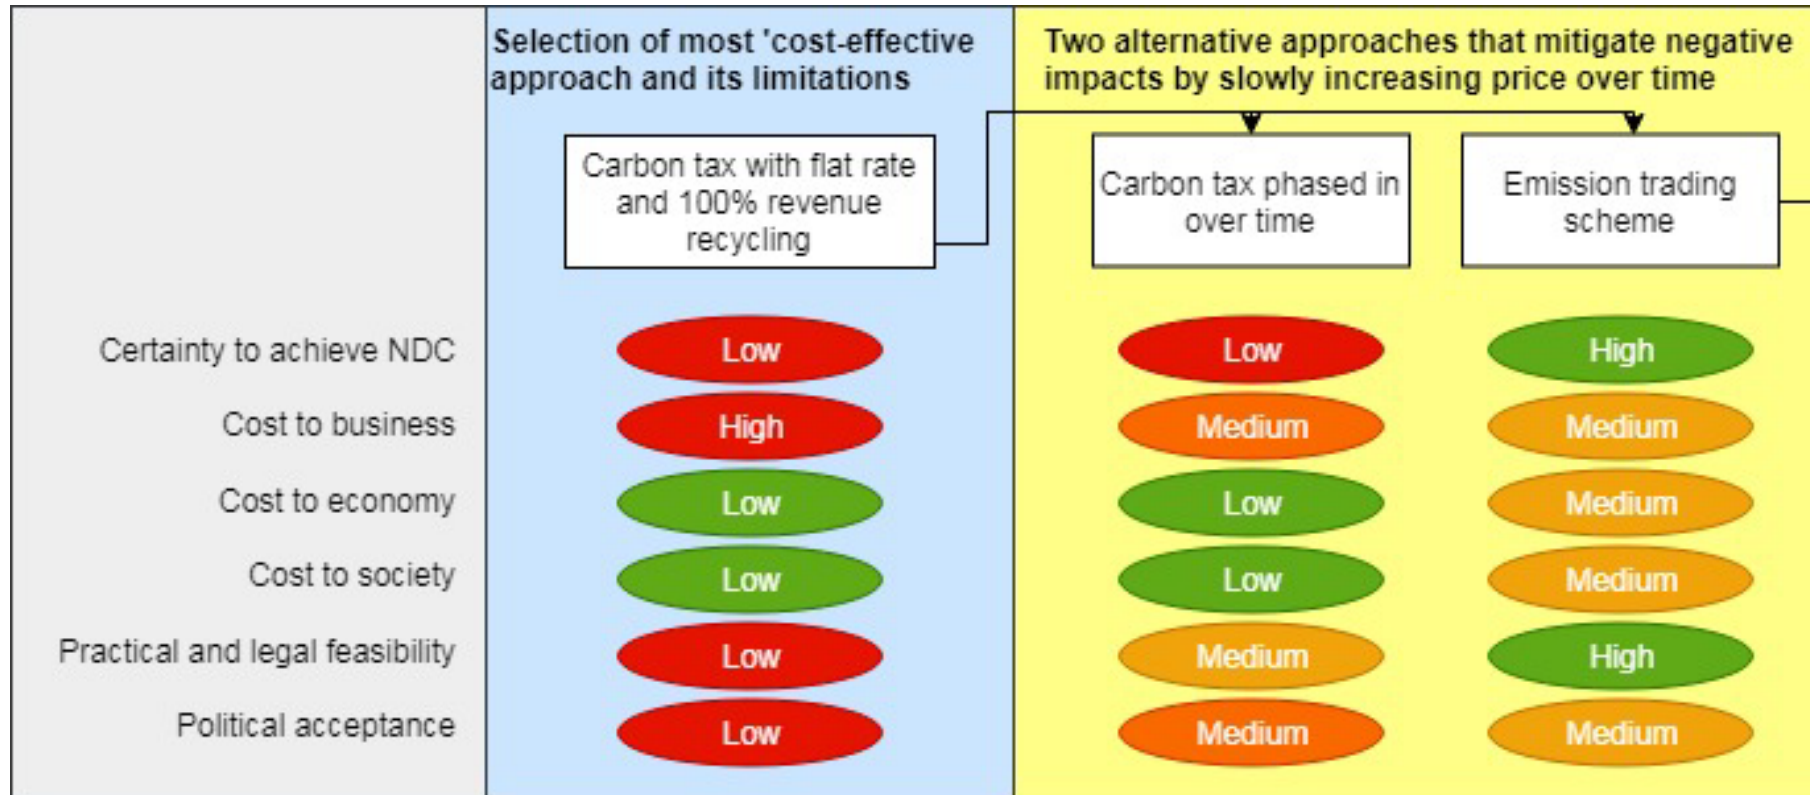 Selection of most 'cost-effective
approach and its limitations
Two alternative approaches that mitigate negative
impacts by slowly increasing price over time
Carbon tax with flat rate
and 100% revenue
recycling
Carbon tax phased in
over time
Emission trading
scheme
Certainty to achieve NDC
Low
Low
High
Cost to business
High
Medium
Medium
Cost to economy
Low
Low
Medium
Cost to society
Low
Low
Medium
Practical and legal feasibility
Low
Medium
High
Political acceptance
Low
Medium
Medium